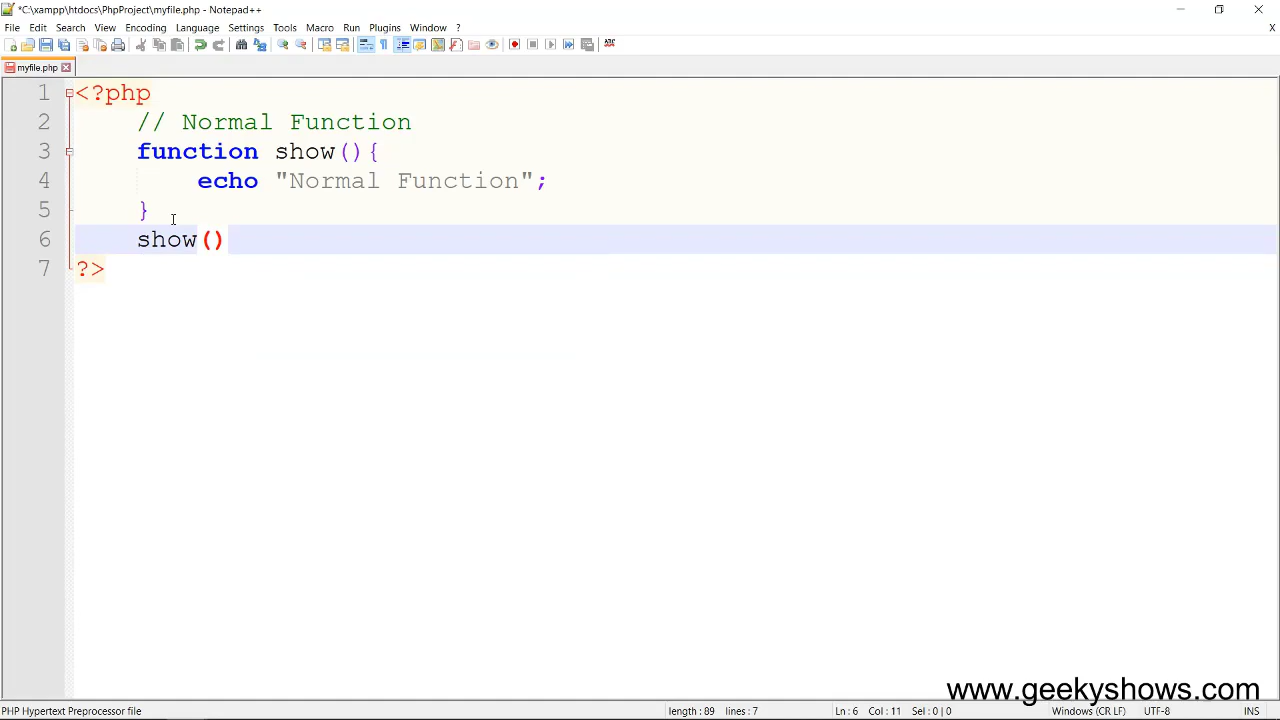 *C:\xampp\htdocs\PhpProject\myfile.php - Notepad++
File Edit Search View Encoding Language Settings Tools Macro Run Plugins Window ? X
myfile.php
1 <?php
2 // Normal Function
3 function show(){
4 echo "Normal Function";
5 }
6 show()
7 ?>
www.geekyshows.com
PHP Hypertext Preprocessor file length : 89 lines : 7 Ln : 6 Col : 11 Sel : 0 | 0 Windows (CR LF) UTF-8 INS